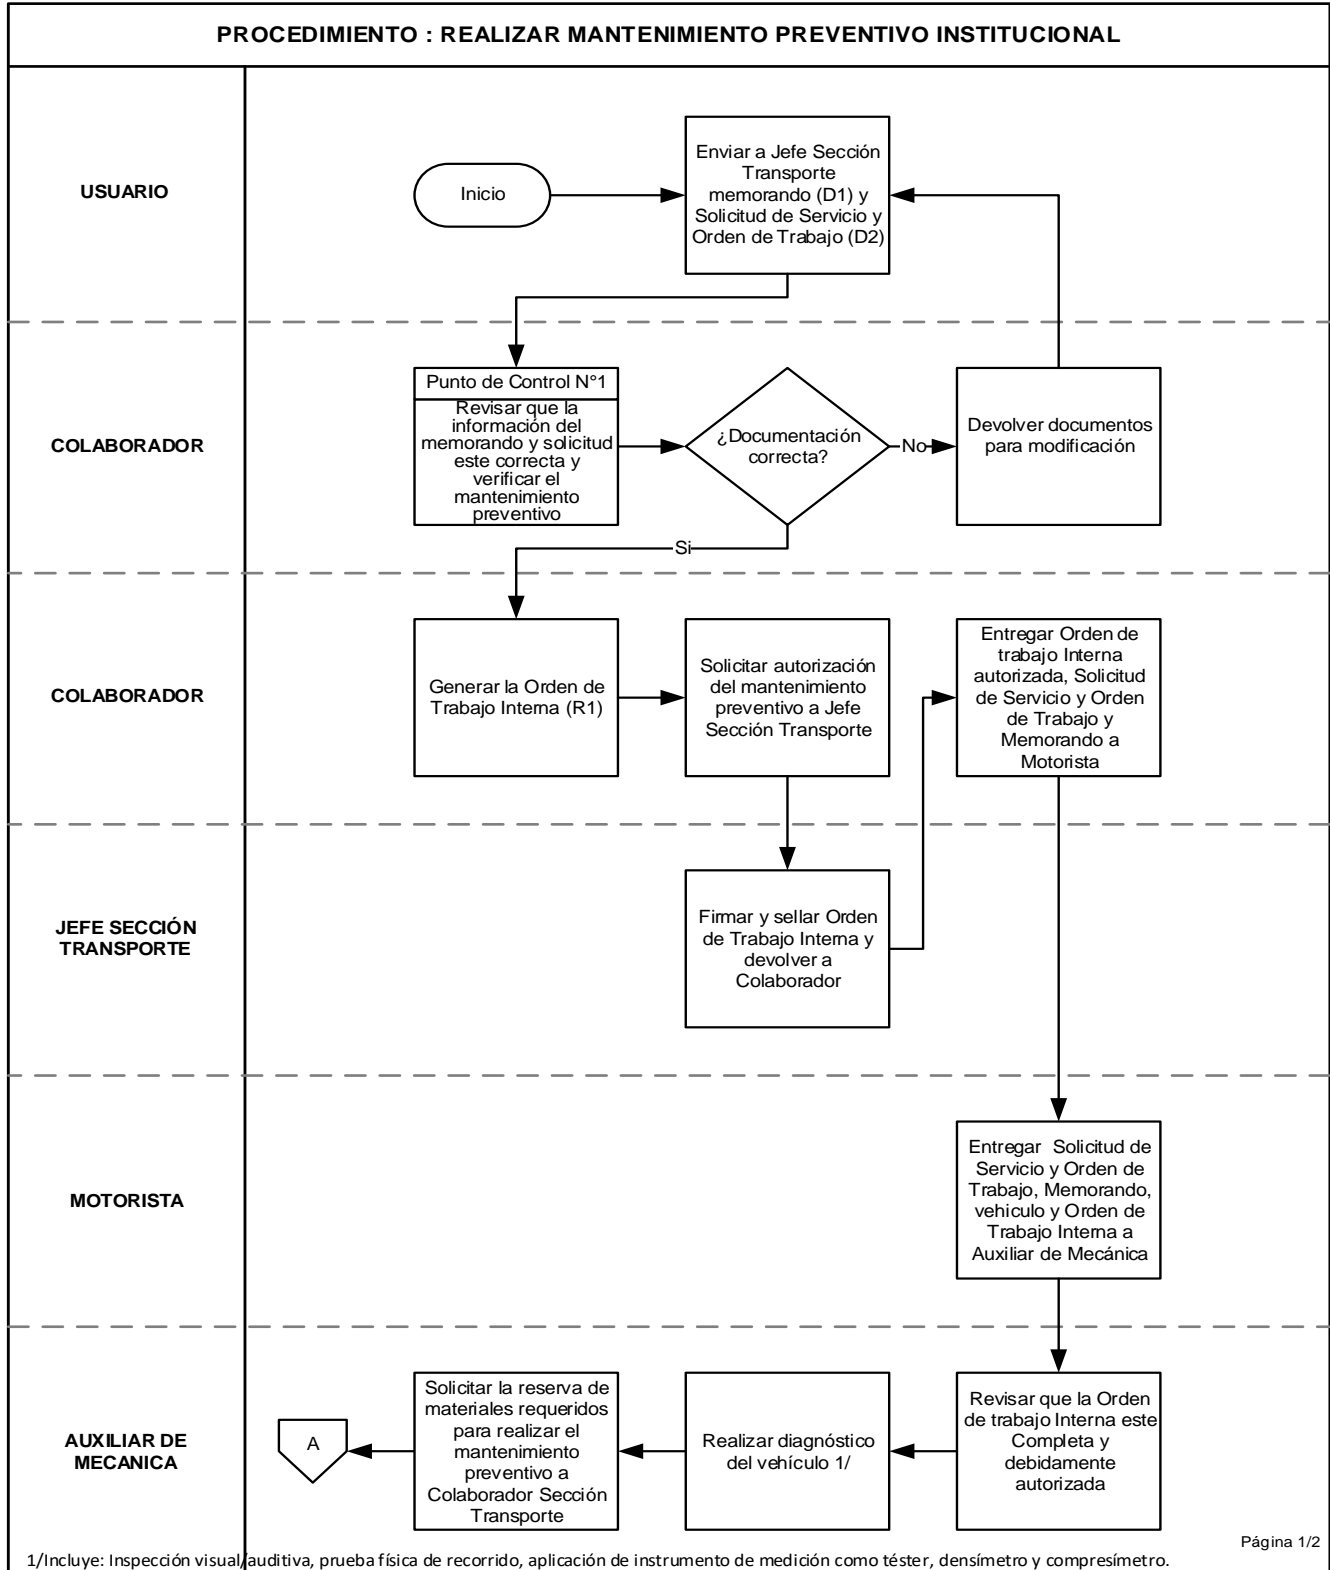 PROCEDIMIENTO : REALIZAR MANTENIMIENTO PREVENTIVO INSTITUCIONAL
USUARIO
Inicio
Enviar a Jefe Sección
Transporte
memorando (D1) y
Solicitud de Servicio y
Orden de Trabajo (D2)
COLABORADOR
Punto de Control N°1
Revisar que la
información del
memorando y solicitud
este correcta y
verificar el
mantenimiento
preventivo
¿Documentación
correcta?
No
Devolver documentos
para modificación
Si
COLABORADOR
Generar la Orden de
Trabajo Interna (R1)
Solicitar autorización
del mantenimiento
preventivo a Jefe
Sección Transporte
Entregar Orden de
trabajo Interna
autorizada, Solicitud
de Servicio y Orden
de Trabajo y
Memorando a
Motorista
JEFE SECCIÓN
TRANSPORTE
Firmar y sellar Orden
de Trabajo Interna y
devolver a
Colaborador
MOTORISTA
Entregar Solicitud de
Servicio y Orden de
Trabajo, Memorando,
vehiculo y Orden de
Trabajo Interna a
Auxiliar de Mecánica
AUXILIAR DE
MECANICA
A
Solicitar la reserva de
materiales requeridos
para realizar el
mantenimiento
preventivo a
Colaborador Sección
Transporte
Realizar diagnóstico
del vehículo 1/
Revisar que la Orden
de trabajo Interna este
Completa y
debidamente
autorizada
Página 1/2
1/Incluye: Inspección visual/auditiva, prueba física de recorrido, aplicación de instrumento de medición como téster, densímetro y compresímetro.